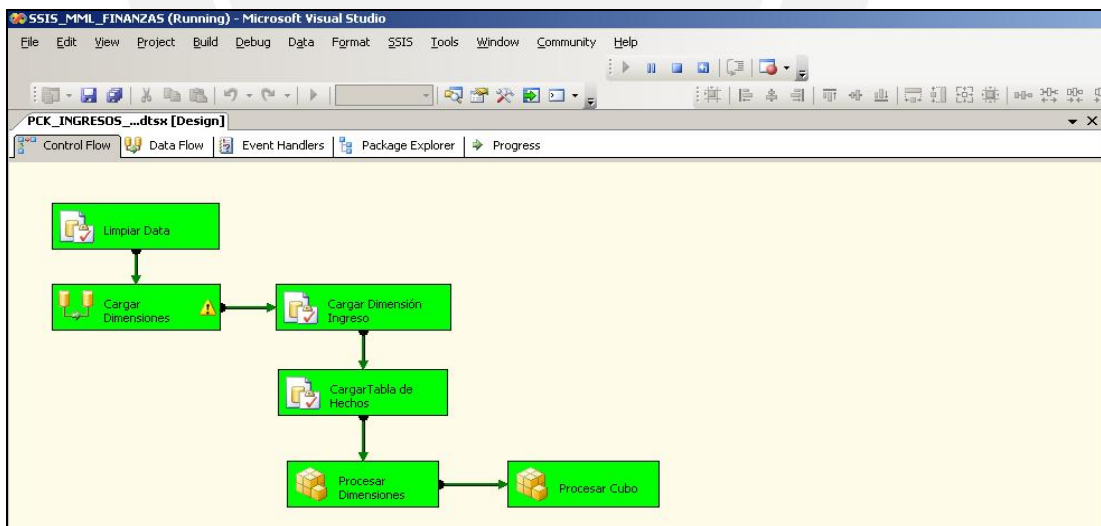 SSIS_MML_FINANZAS (Running) - Microsoft Visual Studio
File Edit View Project Build Debug Data Format SSIS Tools Window Community Help
PCK_INGRESOS_...dtsx [Design]
Control Flow Data Flow Event Handlers Package Explorer Progress
Limpiar Data
Cargar
Dimensiones
Cargar Dimensión
Ingreso
CargarTabla de
Hechos
Procesar
Dimensiones
Procesar Cubo